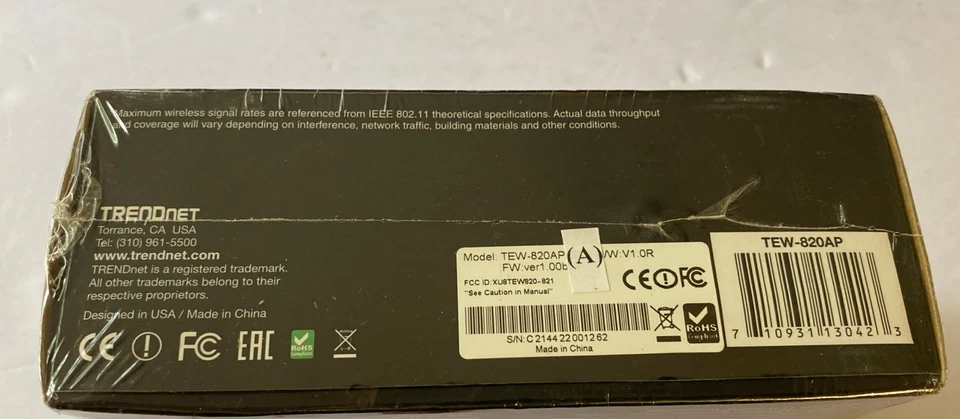 Maximum wireless signal rates are referenced from IEEE 802.11 theoretical specifications. Actual data throughput
and coverage will vary depending on interference, network traffic, building materials and other conditions.
TRENDNET
Torrance, CA USA
Tel: (310) 961-5500
www.trendnet.com
TRENDnet is a registered trademark.
All other trademarks belong to their
respective proprietors.
Designed in USA / Made in China
CE FC EAC RoHS
Compliant
Model: TEW-820AP (A) /W:V1.0R
FW:ver1.00b
FCC ID:XU8TEW820-821
"See Caution in Manual"
CE FC
RoHS
Compliant
S/N:C214422001262
Made in China
TEW-820AP
7 10931 13042 3